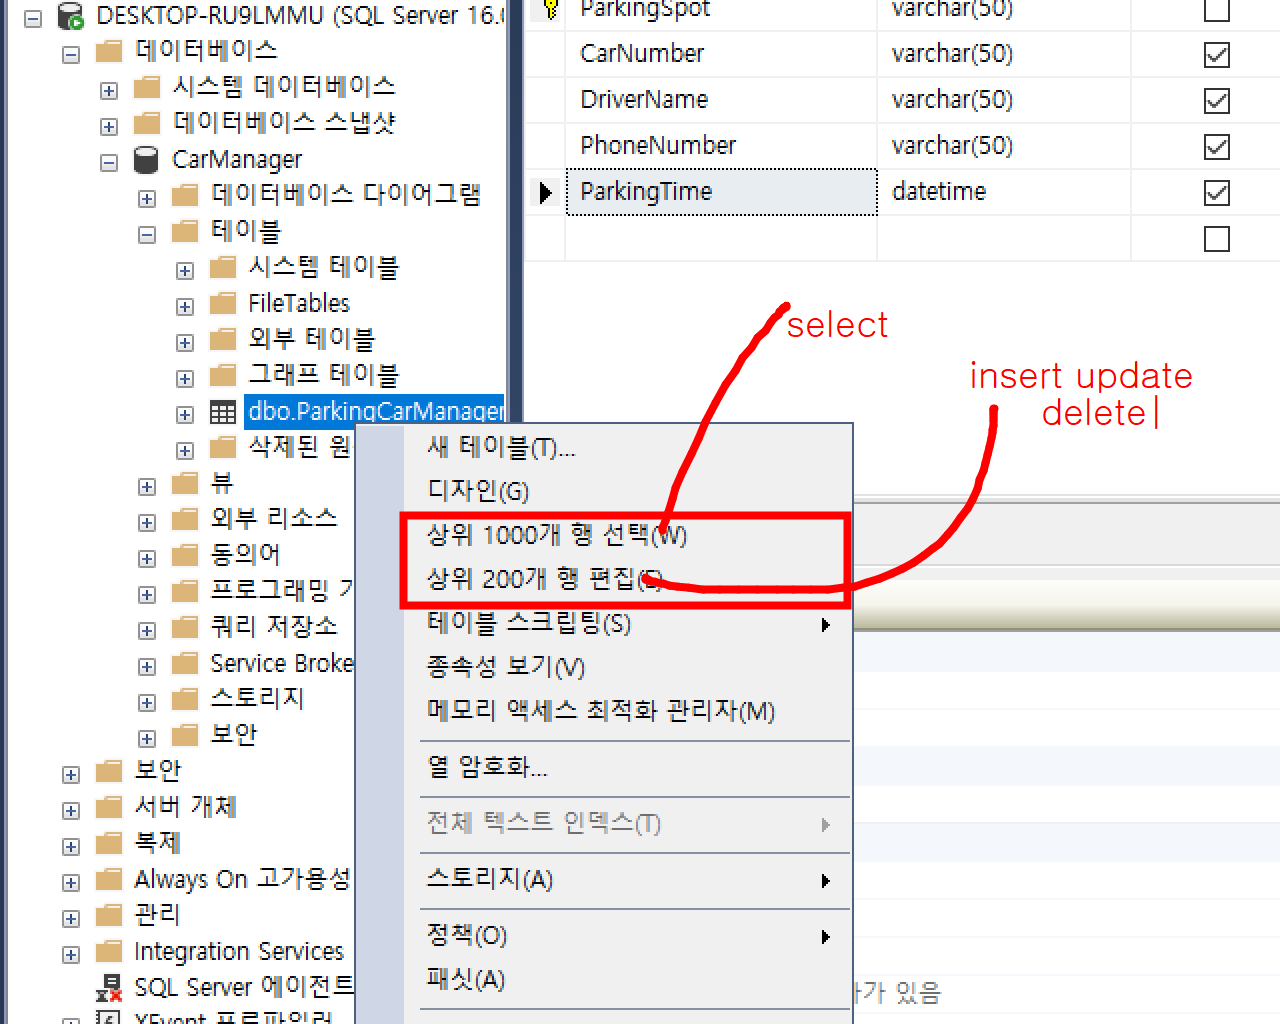 DESKTOP-RU9LMMU (SQL Server 16.
데이터베이스
시스템 데이터베이스
데이터베이스 스냅샷
CarManager
데이터베이스 다이어그램
테이블
시스템 테이블
FileTables
외부 테이블
그래프 테이블
dbo.ParkingCarManager
삭제된 원
뷰
외부 리소스
동의어
프로그래밍
쿼리 저장소
Service Broke
스토리지
보안
보안
서버 개체
복제
Always On 고가용성
관리
Integration Services
SQL Server 에이전트
XEvent 프로파일러
ParkingSpot varchar(50)
CarNumber varchar(50)
DriverName varchar(50)
PhoneNumber varchar(50)
ParkingTime datetime
select
insert update
delete|
새 테이블(T)...
디자인(G)
상위 1000개 행 선택(W)
상위 200개 행 편집(E)
테이블 스크립팅(S)
종속성 보기(V)
메모리 액세스 최적화 관리자(M)
열 암호화...
전체 텍스트 인덱스(T)
스토리지(A)
정책(O)
패싯(A)
가 있음